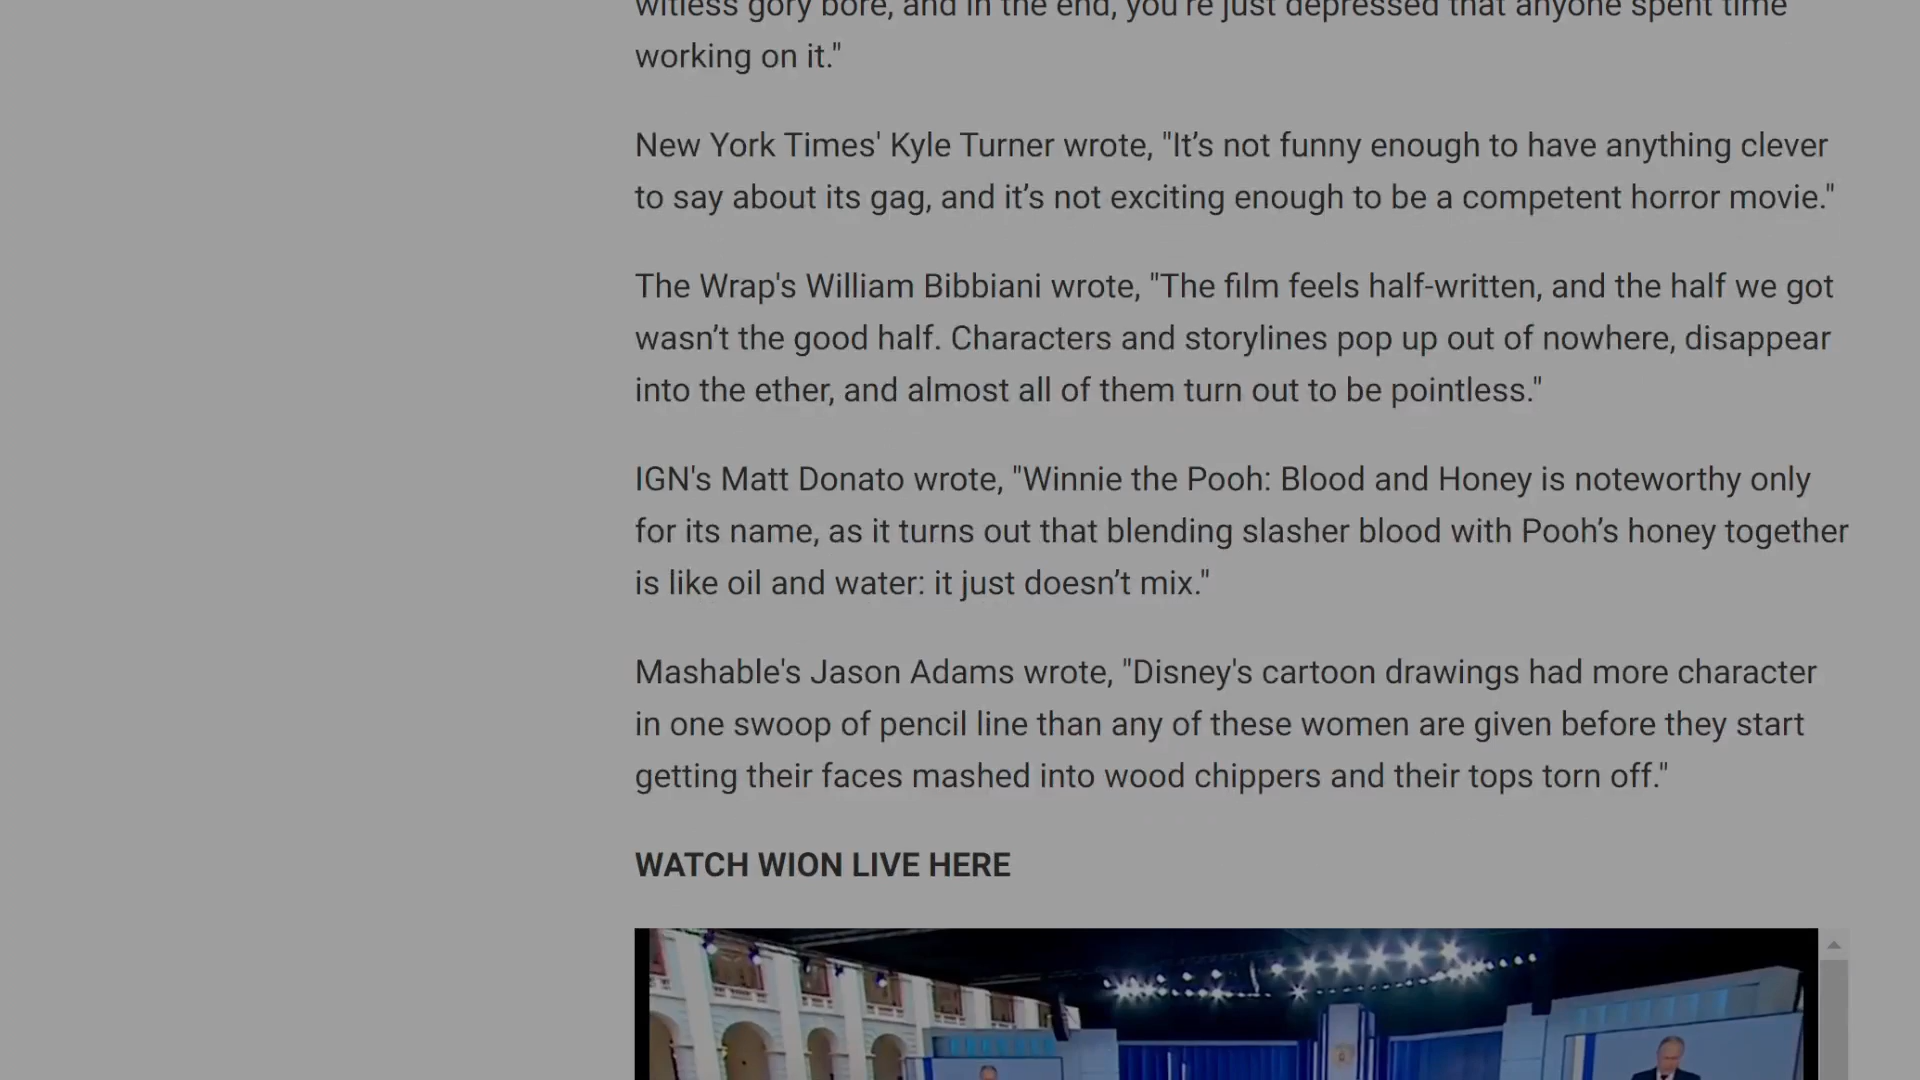 witless gory bore, and in the end, you're just depressed that anyone spent time
working on it."
New York Times' Kyle Turner wrote, "It’s not funny enough to have anything clever
to say about its gag, and it’s not exciting enough to be a competent horror movie."
The Wrap's William Bibbiani wrote, "The film feels half-written, and the half we got
wasn’t the good half. Characters and storylines pop up out of nowhere, disappear
into the ether, and almost all of them turn out to be pointless."
IGN's Matt Donato wrote, "Winnie the Pooh: Blood and Honey is noteworthy only
for its name, as it turns out that blending slasher blood with Pooh’s honey together
is like oil and water: it just doesn’t mix."
Mashable's Jason Adams wrote, "Disney's cartoon drawings had more character
in one swoop of pencil line than any of these women are given before they start
getting their faces mashed into wood chippers and their tops torn off."
WATCH WION LIVE HERE